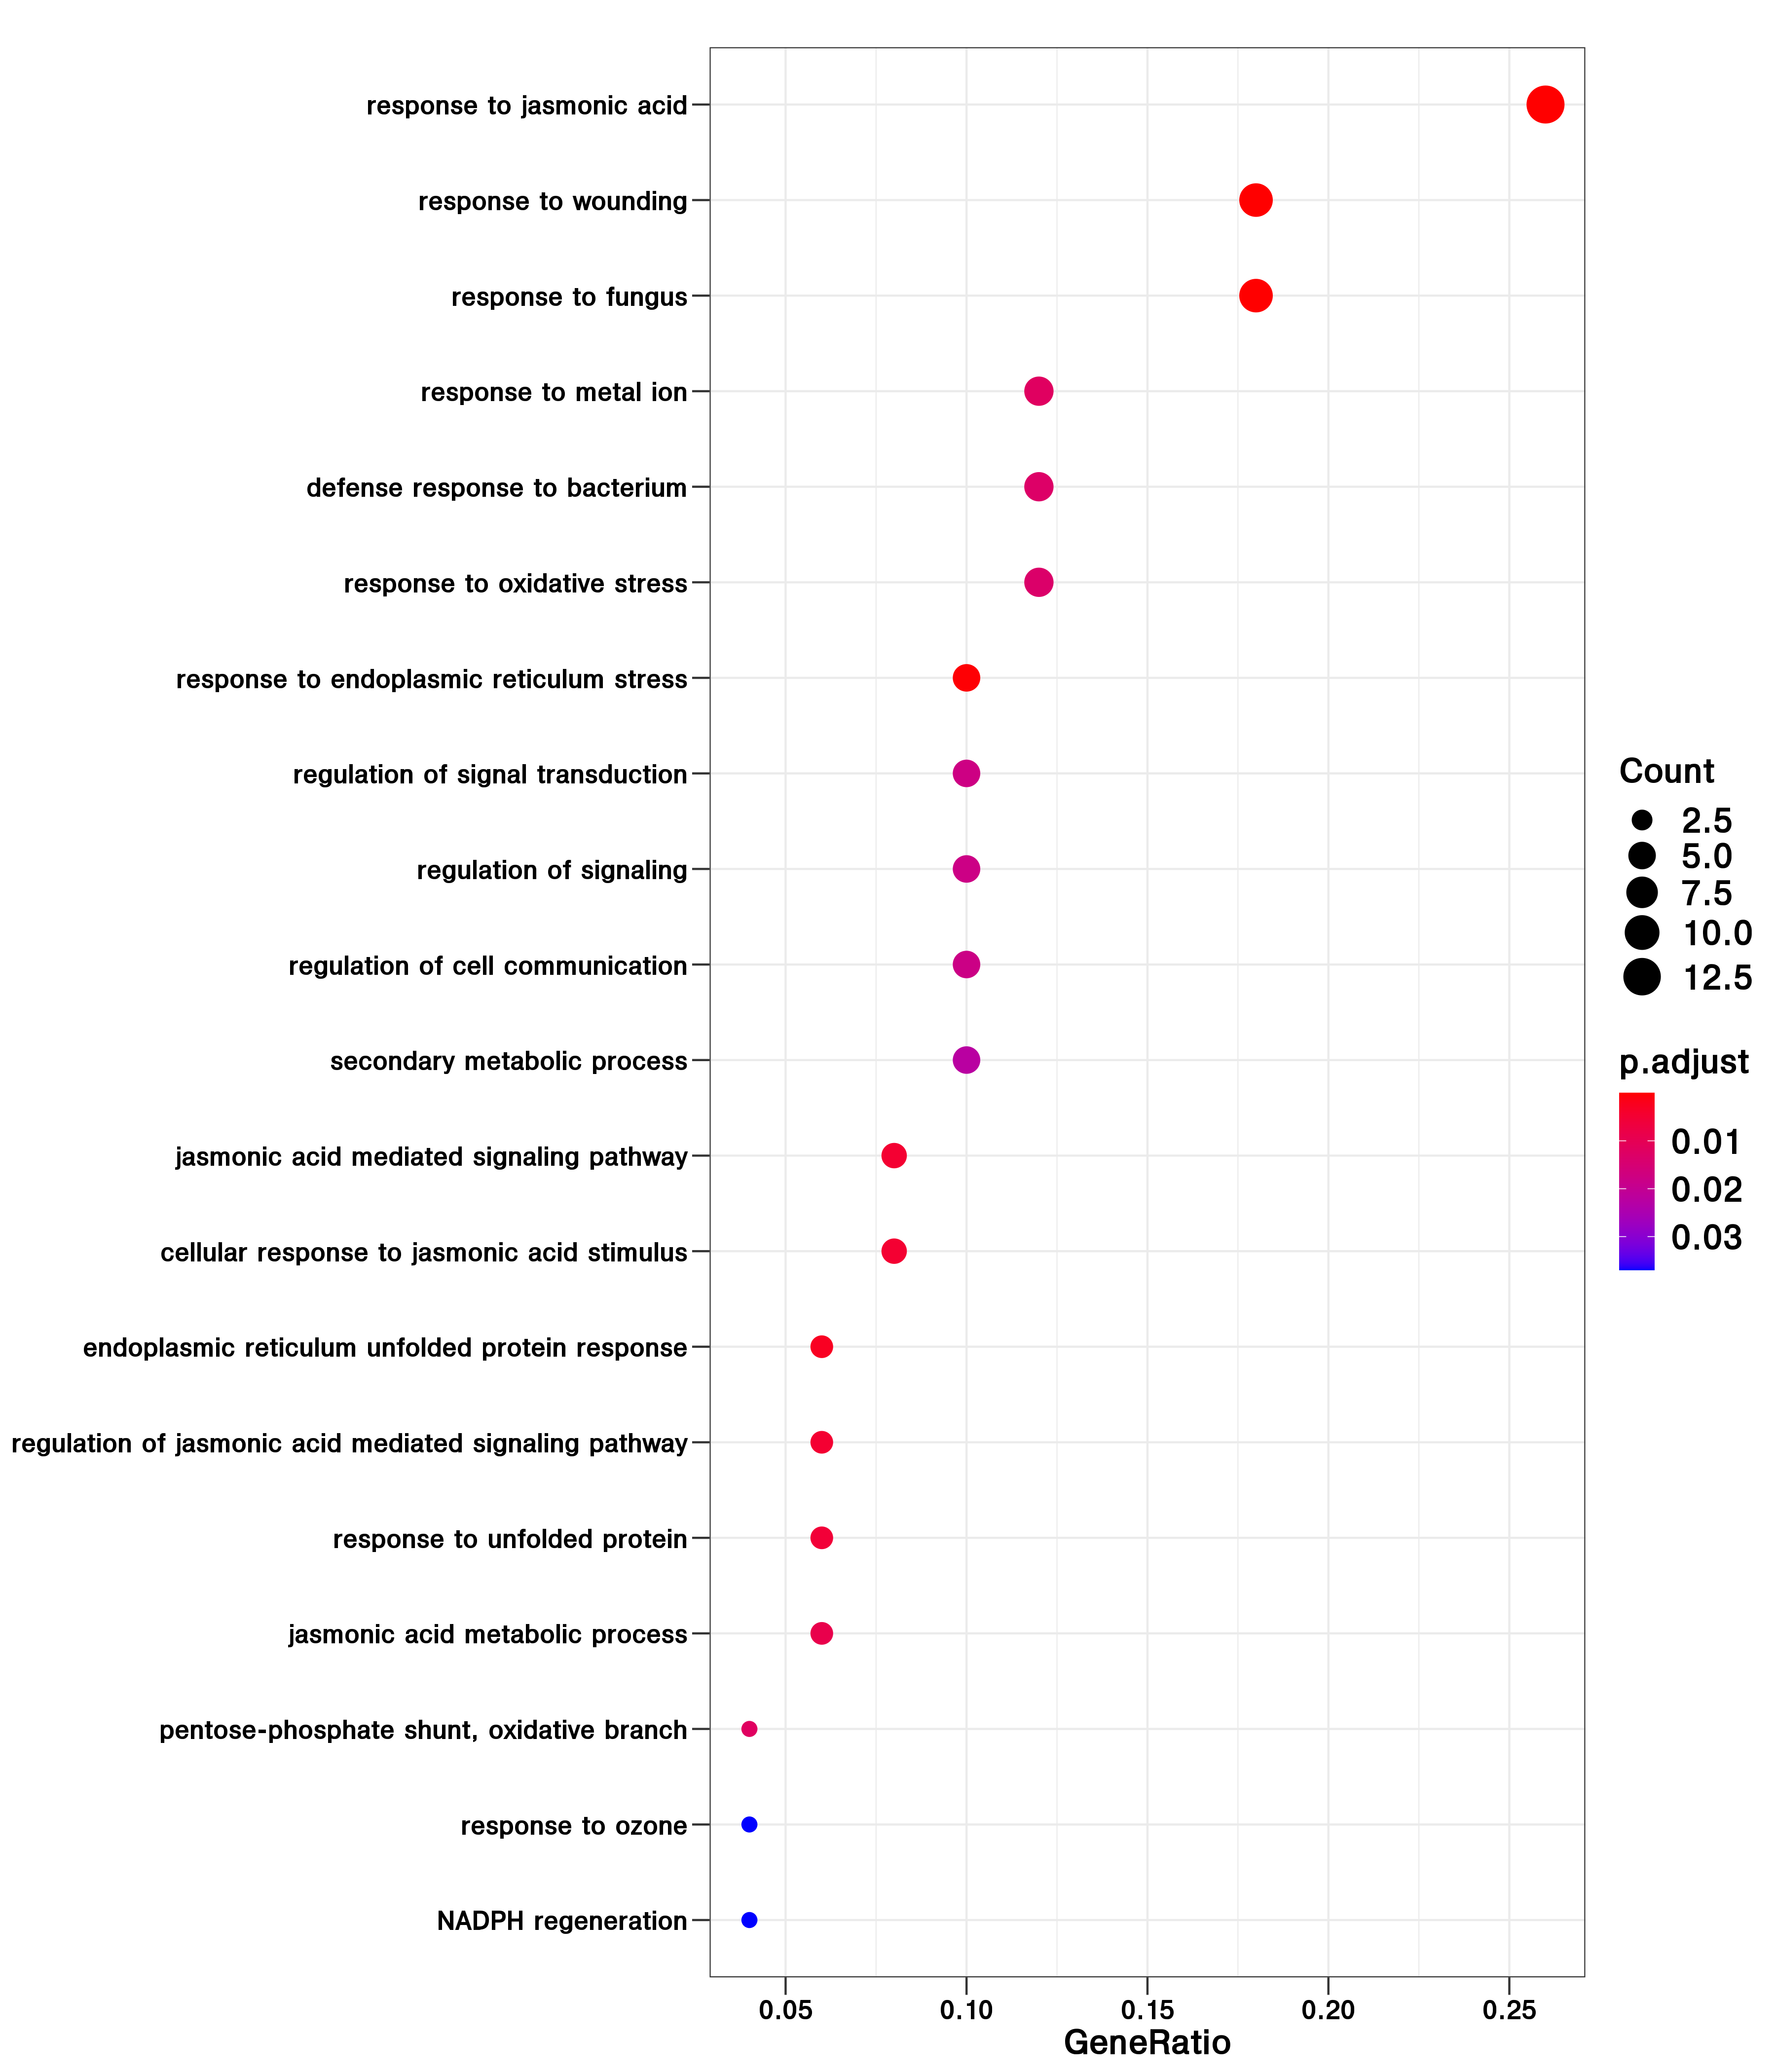 response to jasmonic acid
response to wounding
response to fungus
response to metal ion
defense response to bacterium
response to oxidative stress
response to endoplasmic reticulum stress
regulation of signal transduction
regulation of signaling
regulation of cell communication
secondary metabolic process
jasmonic acid mediated signaling pathway
cellular response to jasmonic acid stimulus
endoplasmic reticulum unfolded protein response
regulation of jasmonic acid mediated signaling pathway
response to unfolded protein
jasmonic acid metabolic process
pentose-phosphate shunt, oxidative branch
response to ozone
NADPH regeneration
0.05 0.10 0.15 0.20 0.25
GeneRatio
Count
2.5
5.0
7.5
10.0
12.5
p.adjust
0.01
0.02
0.03